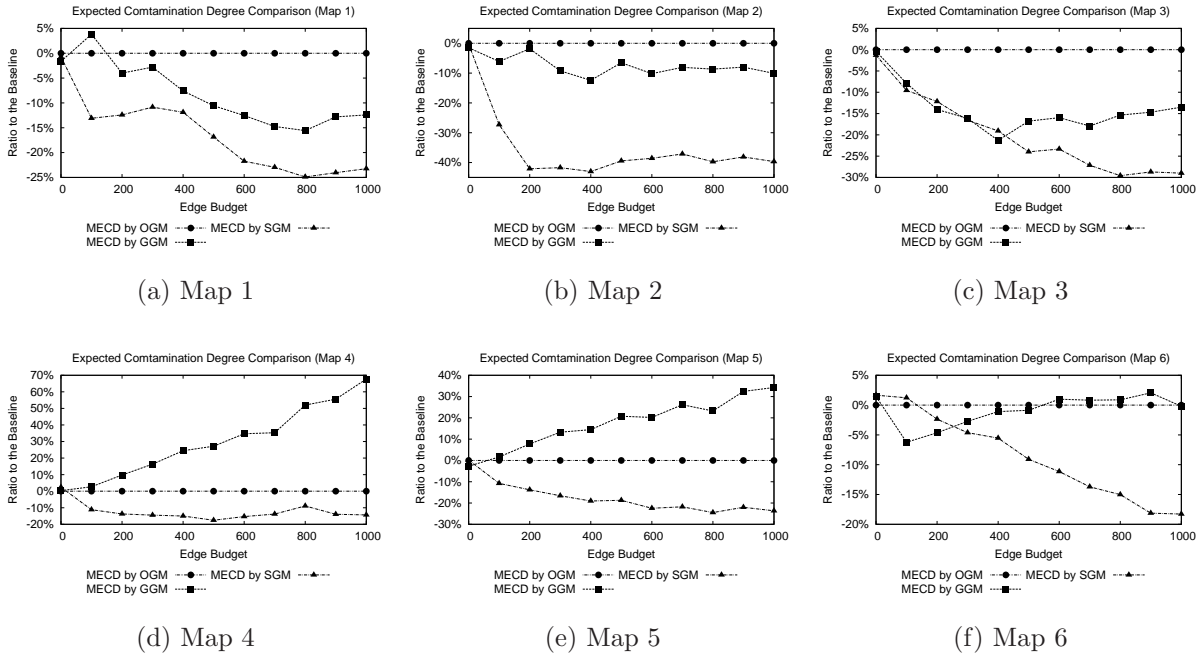 Expected Comtamination Degree Comparison (Map 1)
Ratio to the Baseline
5%
0%
-5%
-10%
-15%
-20%
-25%
0 200 400 600 800 1000
Edge Budget
MECD by OGM MECD by SGM
MECD by GGM
(a) Map 1
Expected Comtamination Degree Comparison (Map 2)
Ratio to the Baseline
0%
-10%
-20%
-30%
-40%
0 200 400 600 800 1000
Edge Budget
MECD by OGM MECD by SGM
MECD by GGM
(b) Map 2
Expected Comtamination Degree Comparison (Map 3)
Ratio to the Baseline
5%
0%
-5%
-10%
-15%
-20%
-25%
-30%
0 200 400 600 800 1000
Edge Budget
MECD by OGM MECD by SGM
MECD by GGM
(c) Map 3
Expected Comtamination Degree Comparison (Map 4)
Ratio to the Baseline
70%
60%
50%
40%
30%
20%
10%
0%
-10%
-20%
0 200 400 600 800 1000
Edge Budget
MECD by OGM MECD by SGM
MECD by GGM
(d) Map 4
Expected Comtamination Degree Comparison (Map 5)
Ratio to the Baseline
40%
30%
20%
10%
0%
-10%
-20%
-30%
0 200 400 600 800 1000
Edge Budget
MECD by OGM MECD by SGM
MECD by GGM
(e) Map 5
Expected Comtamination Degree Comparison (Map 6)
Ratio to the Baseline
5%
0%
-5%
-10%
-15%
-20%
0 200 400 600 800 1000
Edge Budget
MECD by OGM MECD by SGM
MECD by GGM
(f) Map 6